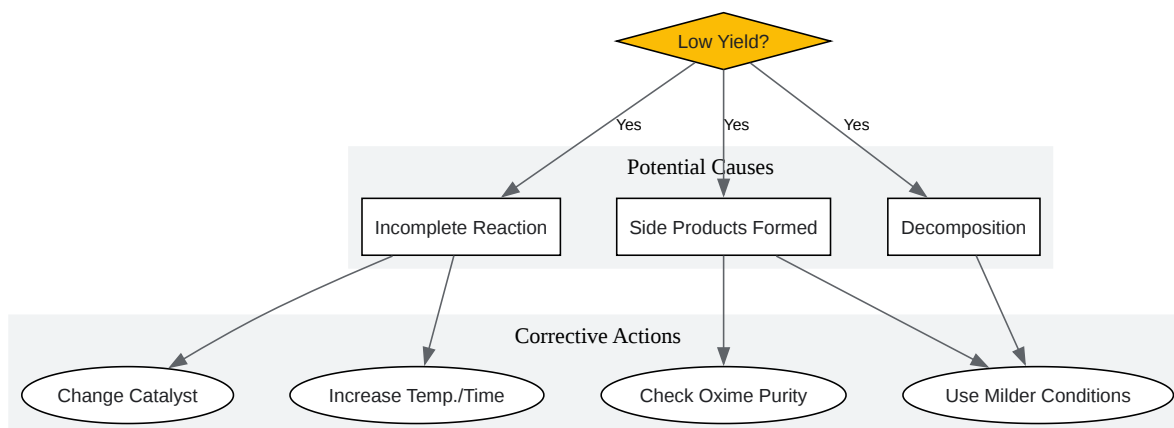 Low Yield?
Yes
Yes
Yes
Potential Causes
Incomplete Reaction
Side Products Formed
Decomposition
Corrective Actions
Change Catalyst
Increase Temp./Time
Check Oxime Purity
Use Milder Conditions